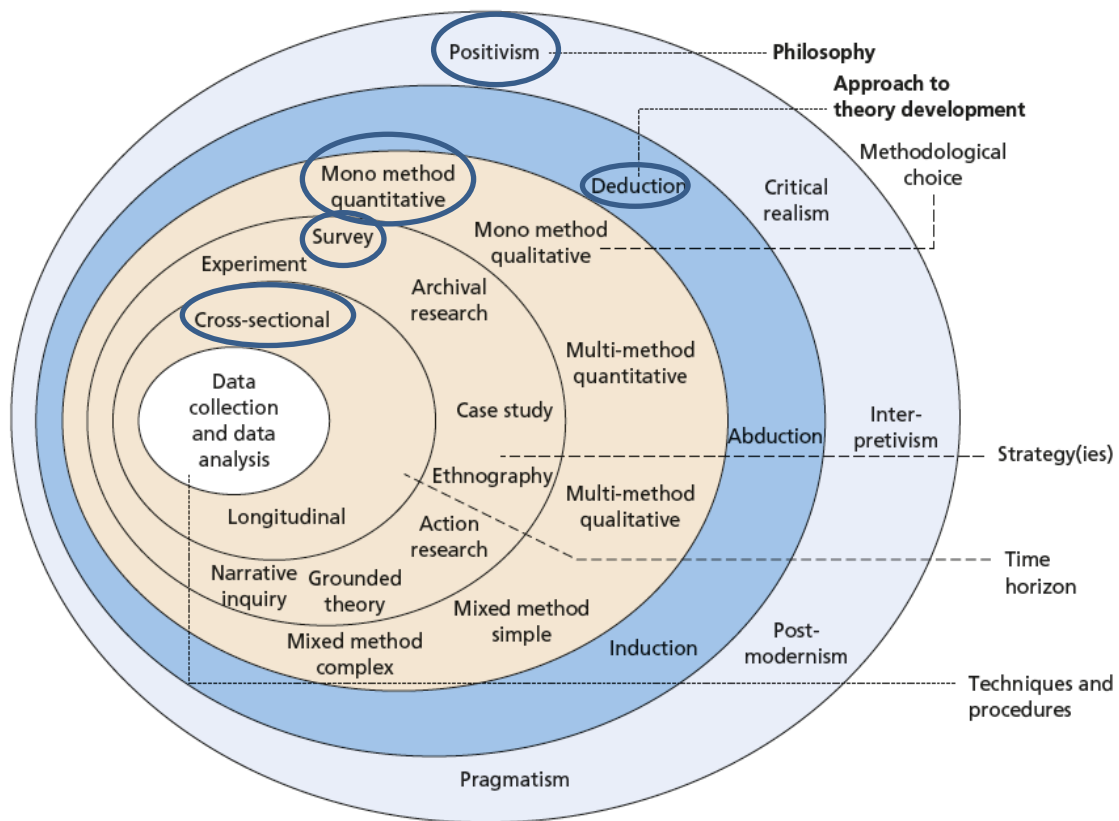 Positivism
Philosophy
Approach to
theory development
Mono method
quantitative
Deduction
Methodological
choice
Critical
realism
Survey
Mono method
qualitative
Experiment
Archival
research
Cross-sectional
Multi-method
quantitative
Data
collection
and data
analysis
Case study
Abduction
Inter-
pretivism
Strategy(ies)
Ethnography
Multi-method
qualitative
Longitudinal
Action
research
Time
horizon
Narrative
inquiry
Grounded
theory
Mixed method
simple
Mixed method
complex
Induction
Post-
modernism
Techniques and
procedures
Pragmatism